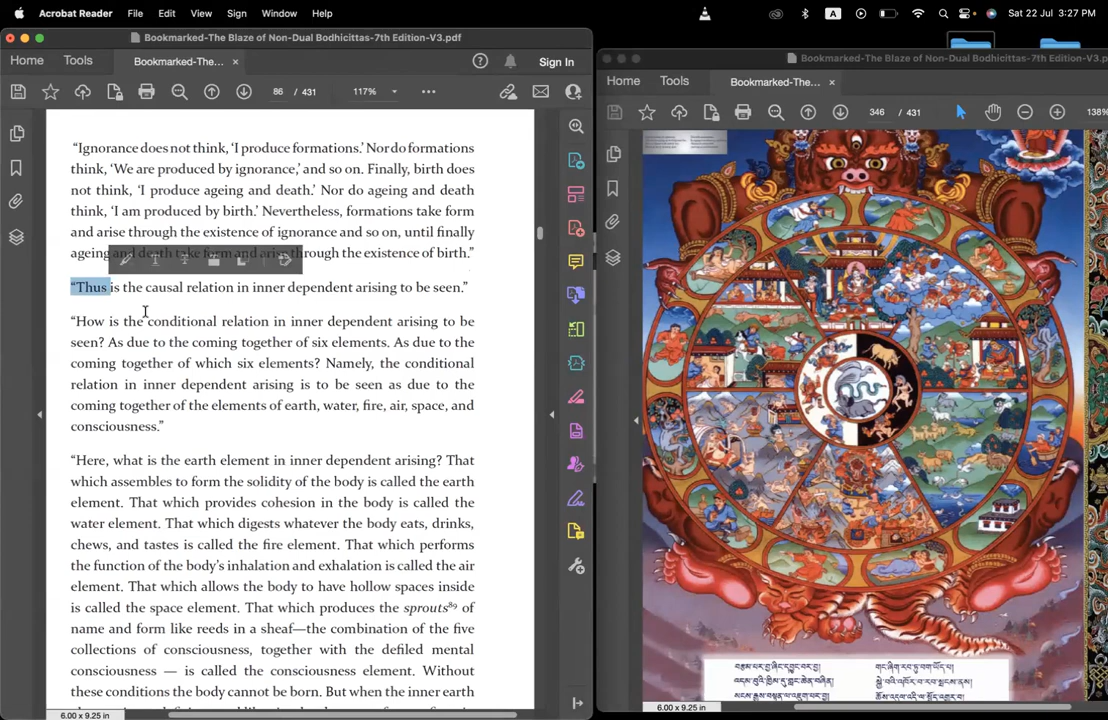 Acrobat Reader File Edit View Sign Window Help
A Sat 22 Jul 3:27 PM
Bookmarked-The Blaze of Non-Dual Bodhicittas-7th Edition-V3.pdf
Home Tools Bookmarked-The... × Sign In
86 / 431 117%
“Ignorance does not think, ‘I produce formations.’ Nor do formations
think, ‘We are produced by ignorance,’ and so on. Finally, birth does
not think, ‘I produce ageing and death.’ Nor do ageing and death
think, ‘I am produced by birth.’ Nevertheless, formations take form
and arise through the existence of ignorance and so on, until finally
ageing and death take form and arise through the existence of birth.”
“Thus is the causal relation in inner dependent arising to be seen.”
“How is the conditional relation in inner dependent arising to be
seen? As due to the coming together of six elements. As due to the
coming together of which six elements? Namely, the conditional
relation in inner dependent arising is to be seen as due to the
coming together of the elements of earth, water, fire, air, space, and
consciousness.”
“Here, what is the earth element in inner dependent arising? That
which assembles to form the solidity of the body is called the earth
element. That which provides cohesion in the body is called the
water element. That which digests whatever the body eats, drinks,
chews, and tastes is called the fire element. That which performs
the function of the body’s inhalation and exhalation is called the air
element. That which allows the body to have hollow spaces inside
is called the space element. That which produces the sprouts⁸⁹ of
name and form like reeds in a sheaf—the combination of the five
collections of consciousness, together with the defiled mental
consciousness — is called the consciousness element. Without
these conditions the body cannot be born. But when the inner earth
6.00 x 9.25 in
Bookmarked-The Blaze of Non-Dual Bodhicittas-7th Edition-V3.p
Home Tools Bookmarked-The... ×
346 / 431 138%
6.00 x 9.25 in